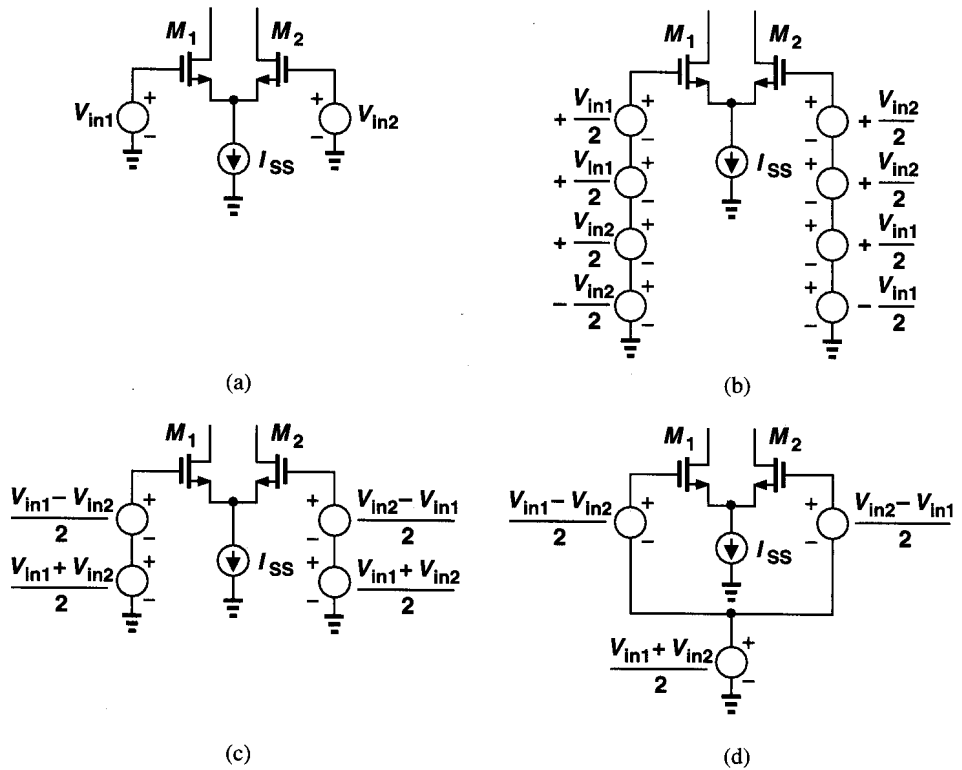 M1 M2
Vin1 + − + − Vin2
ISS
(a)
M1 M2
+ Vin1/2 + − + − + Vin2/2
ISS
+ Vin1/2 + − + − + Vin2/2
+ Vin2/2 + − + − + Vin1/2
− Vin2/2 + − + − − Vin1/2
(b)
M1 M2
Vin1 − Vin2/2 + − + − Vin2 − Vin1/2
ISS
Vin1 + Vin2/2 + − + − Vin1 + Vin2/2
(c)
M1 M2
Vin1 − Vin2/2 + − + − Vin2 − Vin1/2
ISS
Vin1 + Vin2/2 + −
(d)